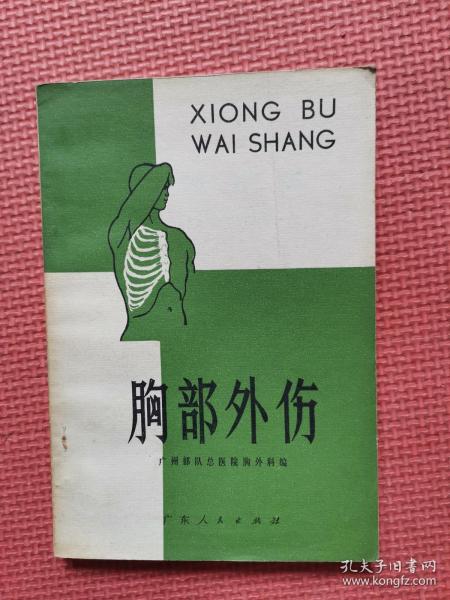 XIONG BU
WAI SHANG
胸部外伤
广州部队总医院胸外科编
广东人民出版社
孔夫子旧书网
www.kongfz.com